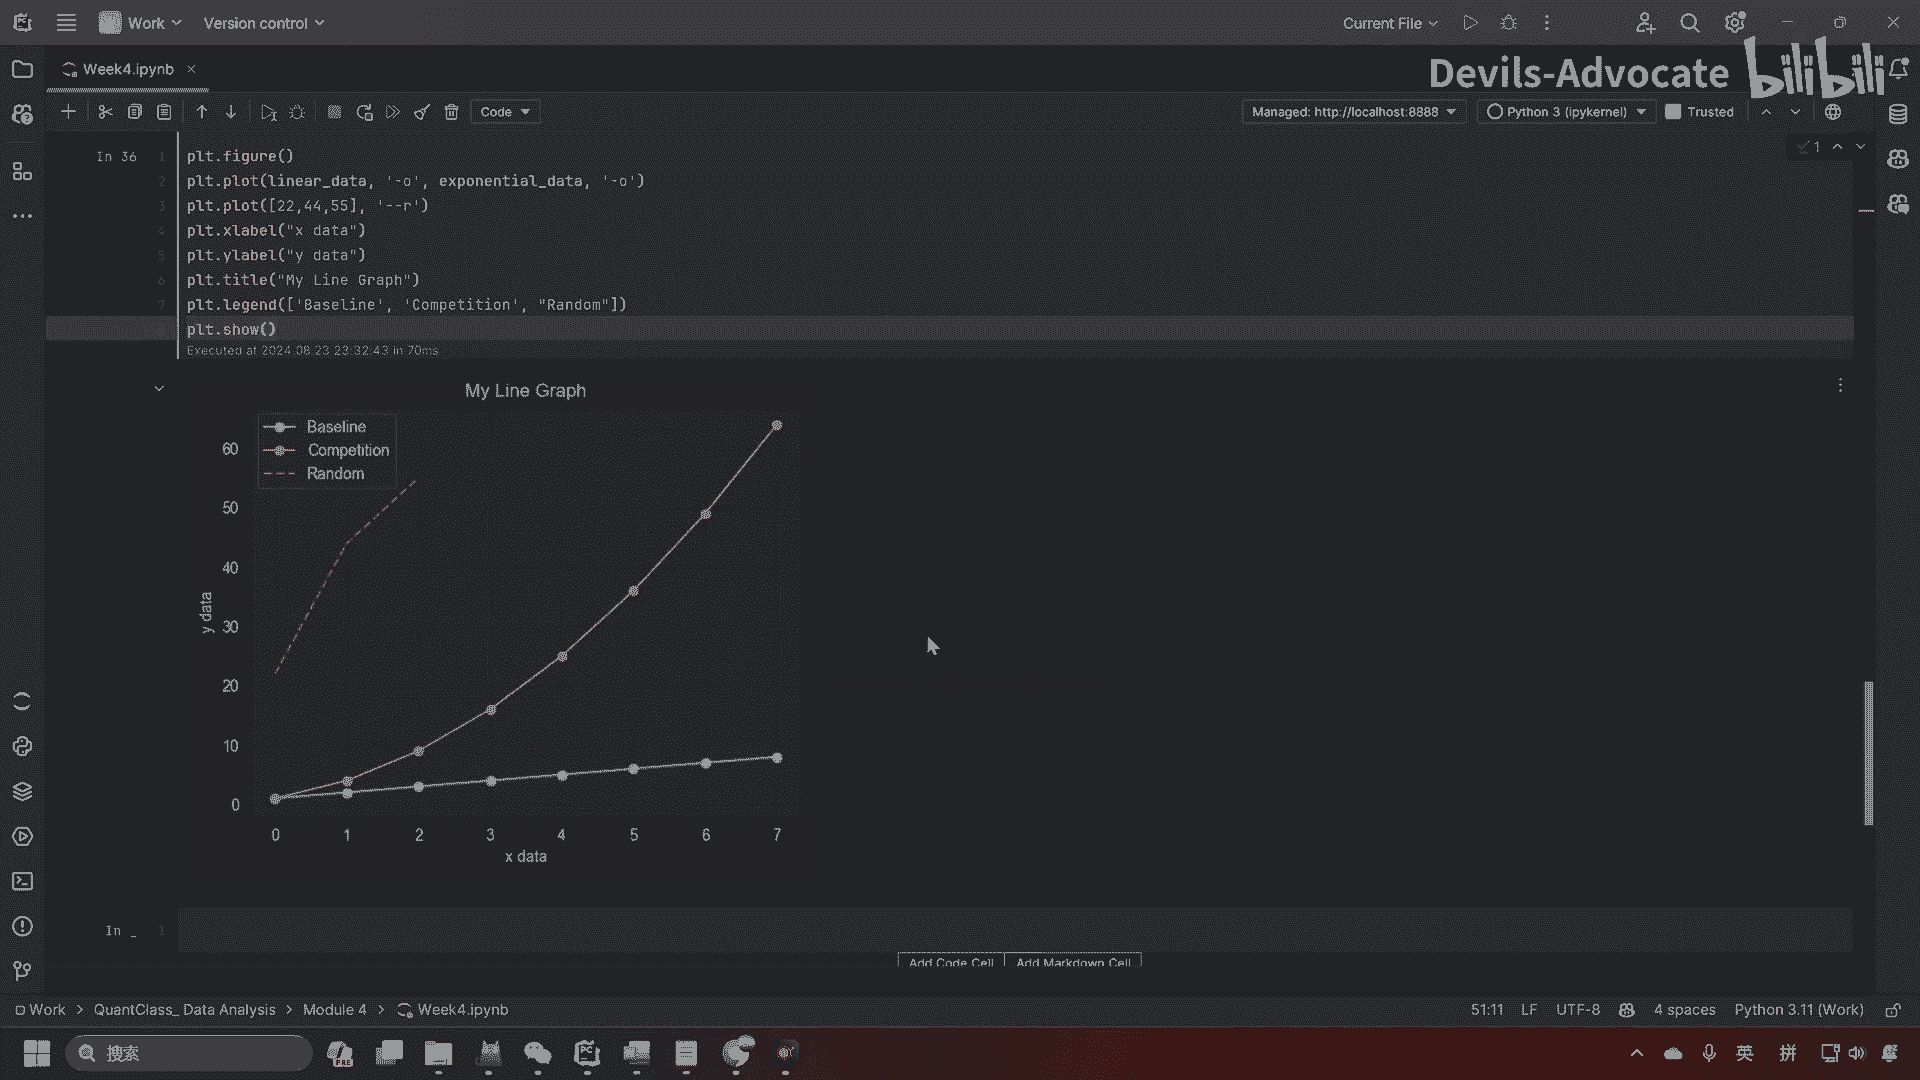 Work
Version control
Current File
Week4.ipynb
Devils-Advocate bilibili
Code
Managed: http://localhost:8888
Python 3 (ipykernel)
Trusted
In 36
1 plt.figure()
2 plt.plot(linear_data, '-o', exponential_data, '-o')
3 plt.plot([22,44,55], '--r')
4 plt.xlabel("x data")
5 plt.ylabel("y data")
6 plt.title("My Line Graph")
7 plt.legend(['Baseline', 'Competition', "Random"])
plt.show()
Executed at 2024.08.23 23:32:43 in 70ms
1
My Line Graph
Baseline
Competition
Random
60
50
40
30
20
10
0
y data
0 1 2 3 4 5 6 7
x data
In _ 1
Add Code Cell Add Markdown Cell
Work > QuantClass_ Data Analysis > Module 4 > Week4.ipynb
51:11 LF UTF-8 4 spaces Python 3.11 (Work)
搜索
PRE
英 拼